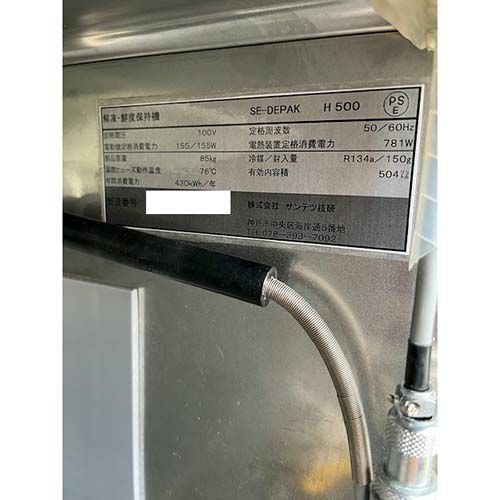 解凍・鮮度保持機 SE-DEPAK H 500 PS E
定格電圧 100V 定格周波数 50/60Hz
電動機定格消費電力 155/155W 電熱装置定格消費電力 781W
部品質量 85kg 冷媒/封入量 R134a/150g
温度ヒューズ動作温度 76℃ 有効内容積 504
年間消費電力 430kWh/年
製造番号 株式会社 サンテツ技研
神戸市中央区海岸通5番地
TEL 078-393-7092